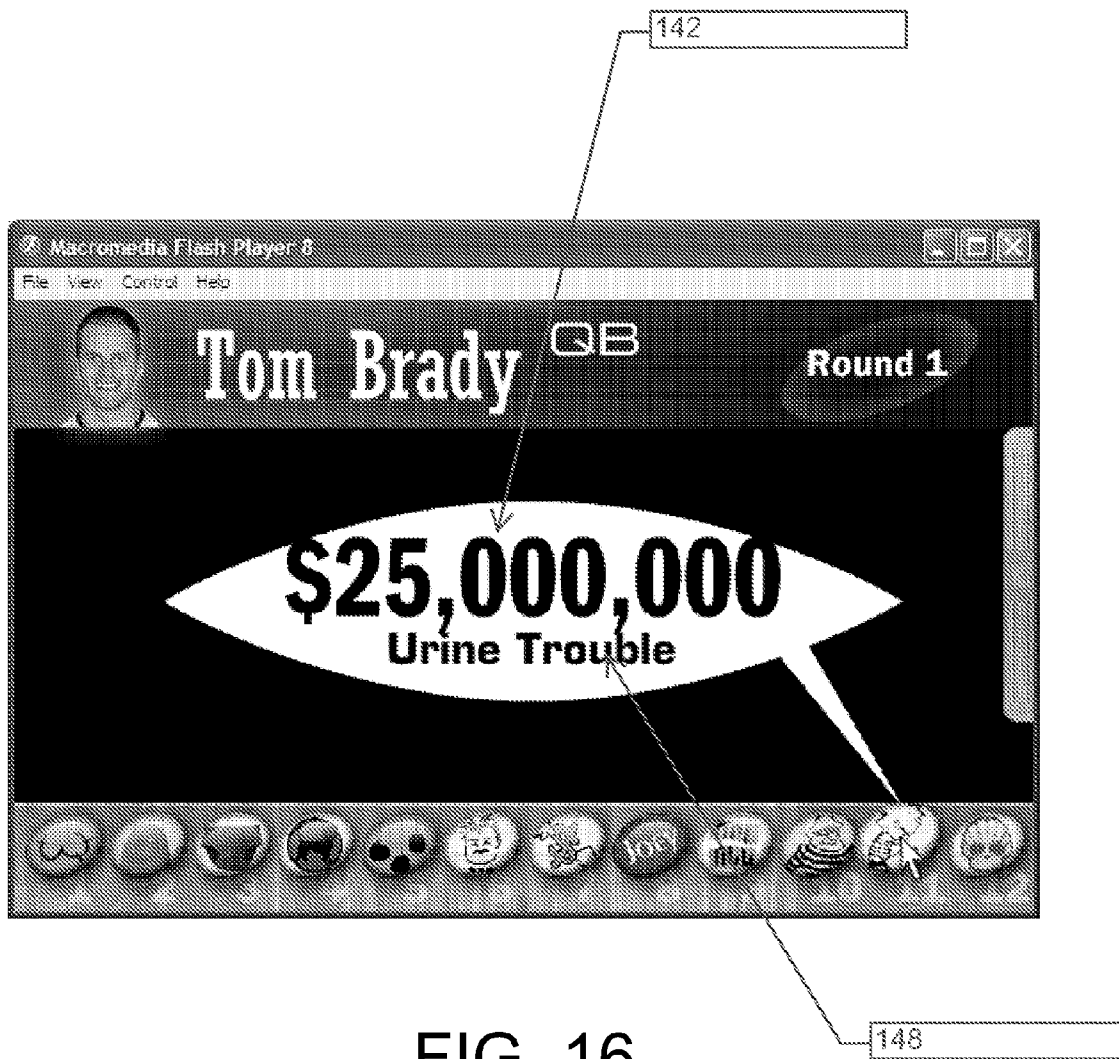 142
Macromedia Flash Player 8
File View Control Help
Tom Brady QB
Round 1
$25,000,000
Urine Trouble
148
FIG. 16